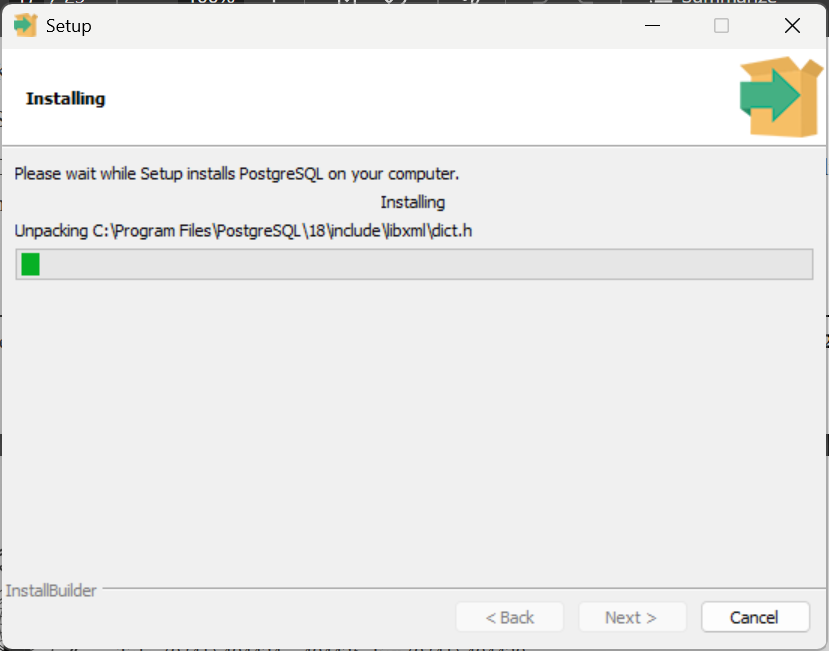 Setup
Installing
Please wait while Setup installs PostgreSQL on your computer.
Installing
Unpacking C:\Program Files\PostgreSQL\18\include\libxml\dict.h
InstallBuilder
< Back
Next >
Cancel